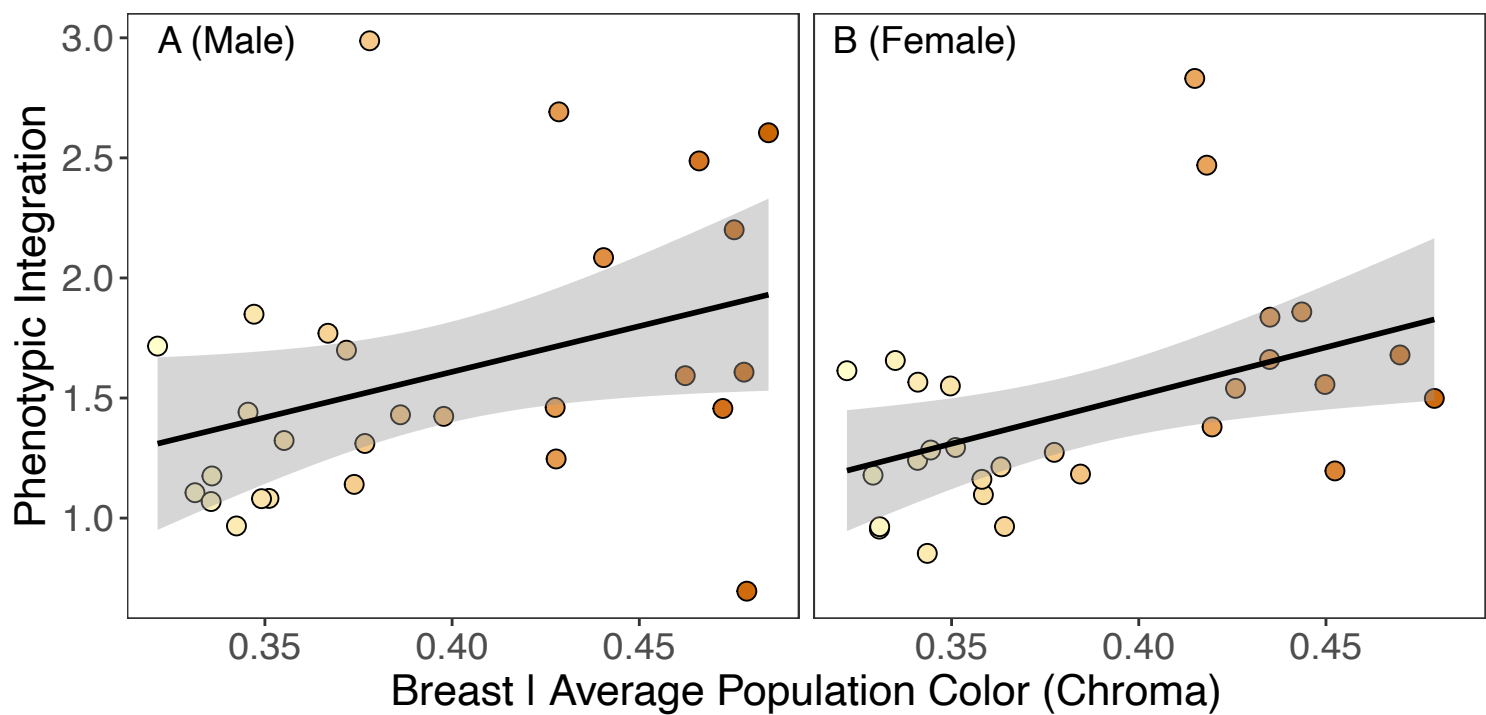 A (Male)
B (Female)
Phenotypic Integration
3.0
2.5
2.0
1.5
1.0
0.35
0.40
0.45
0.35
0.40
0.45
Breast | Average Population Color (Chroma)